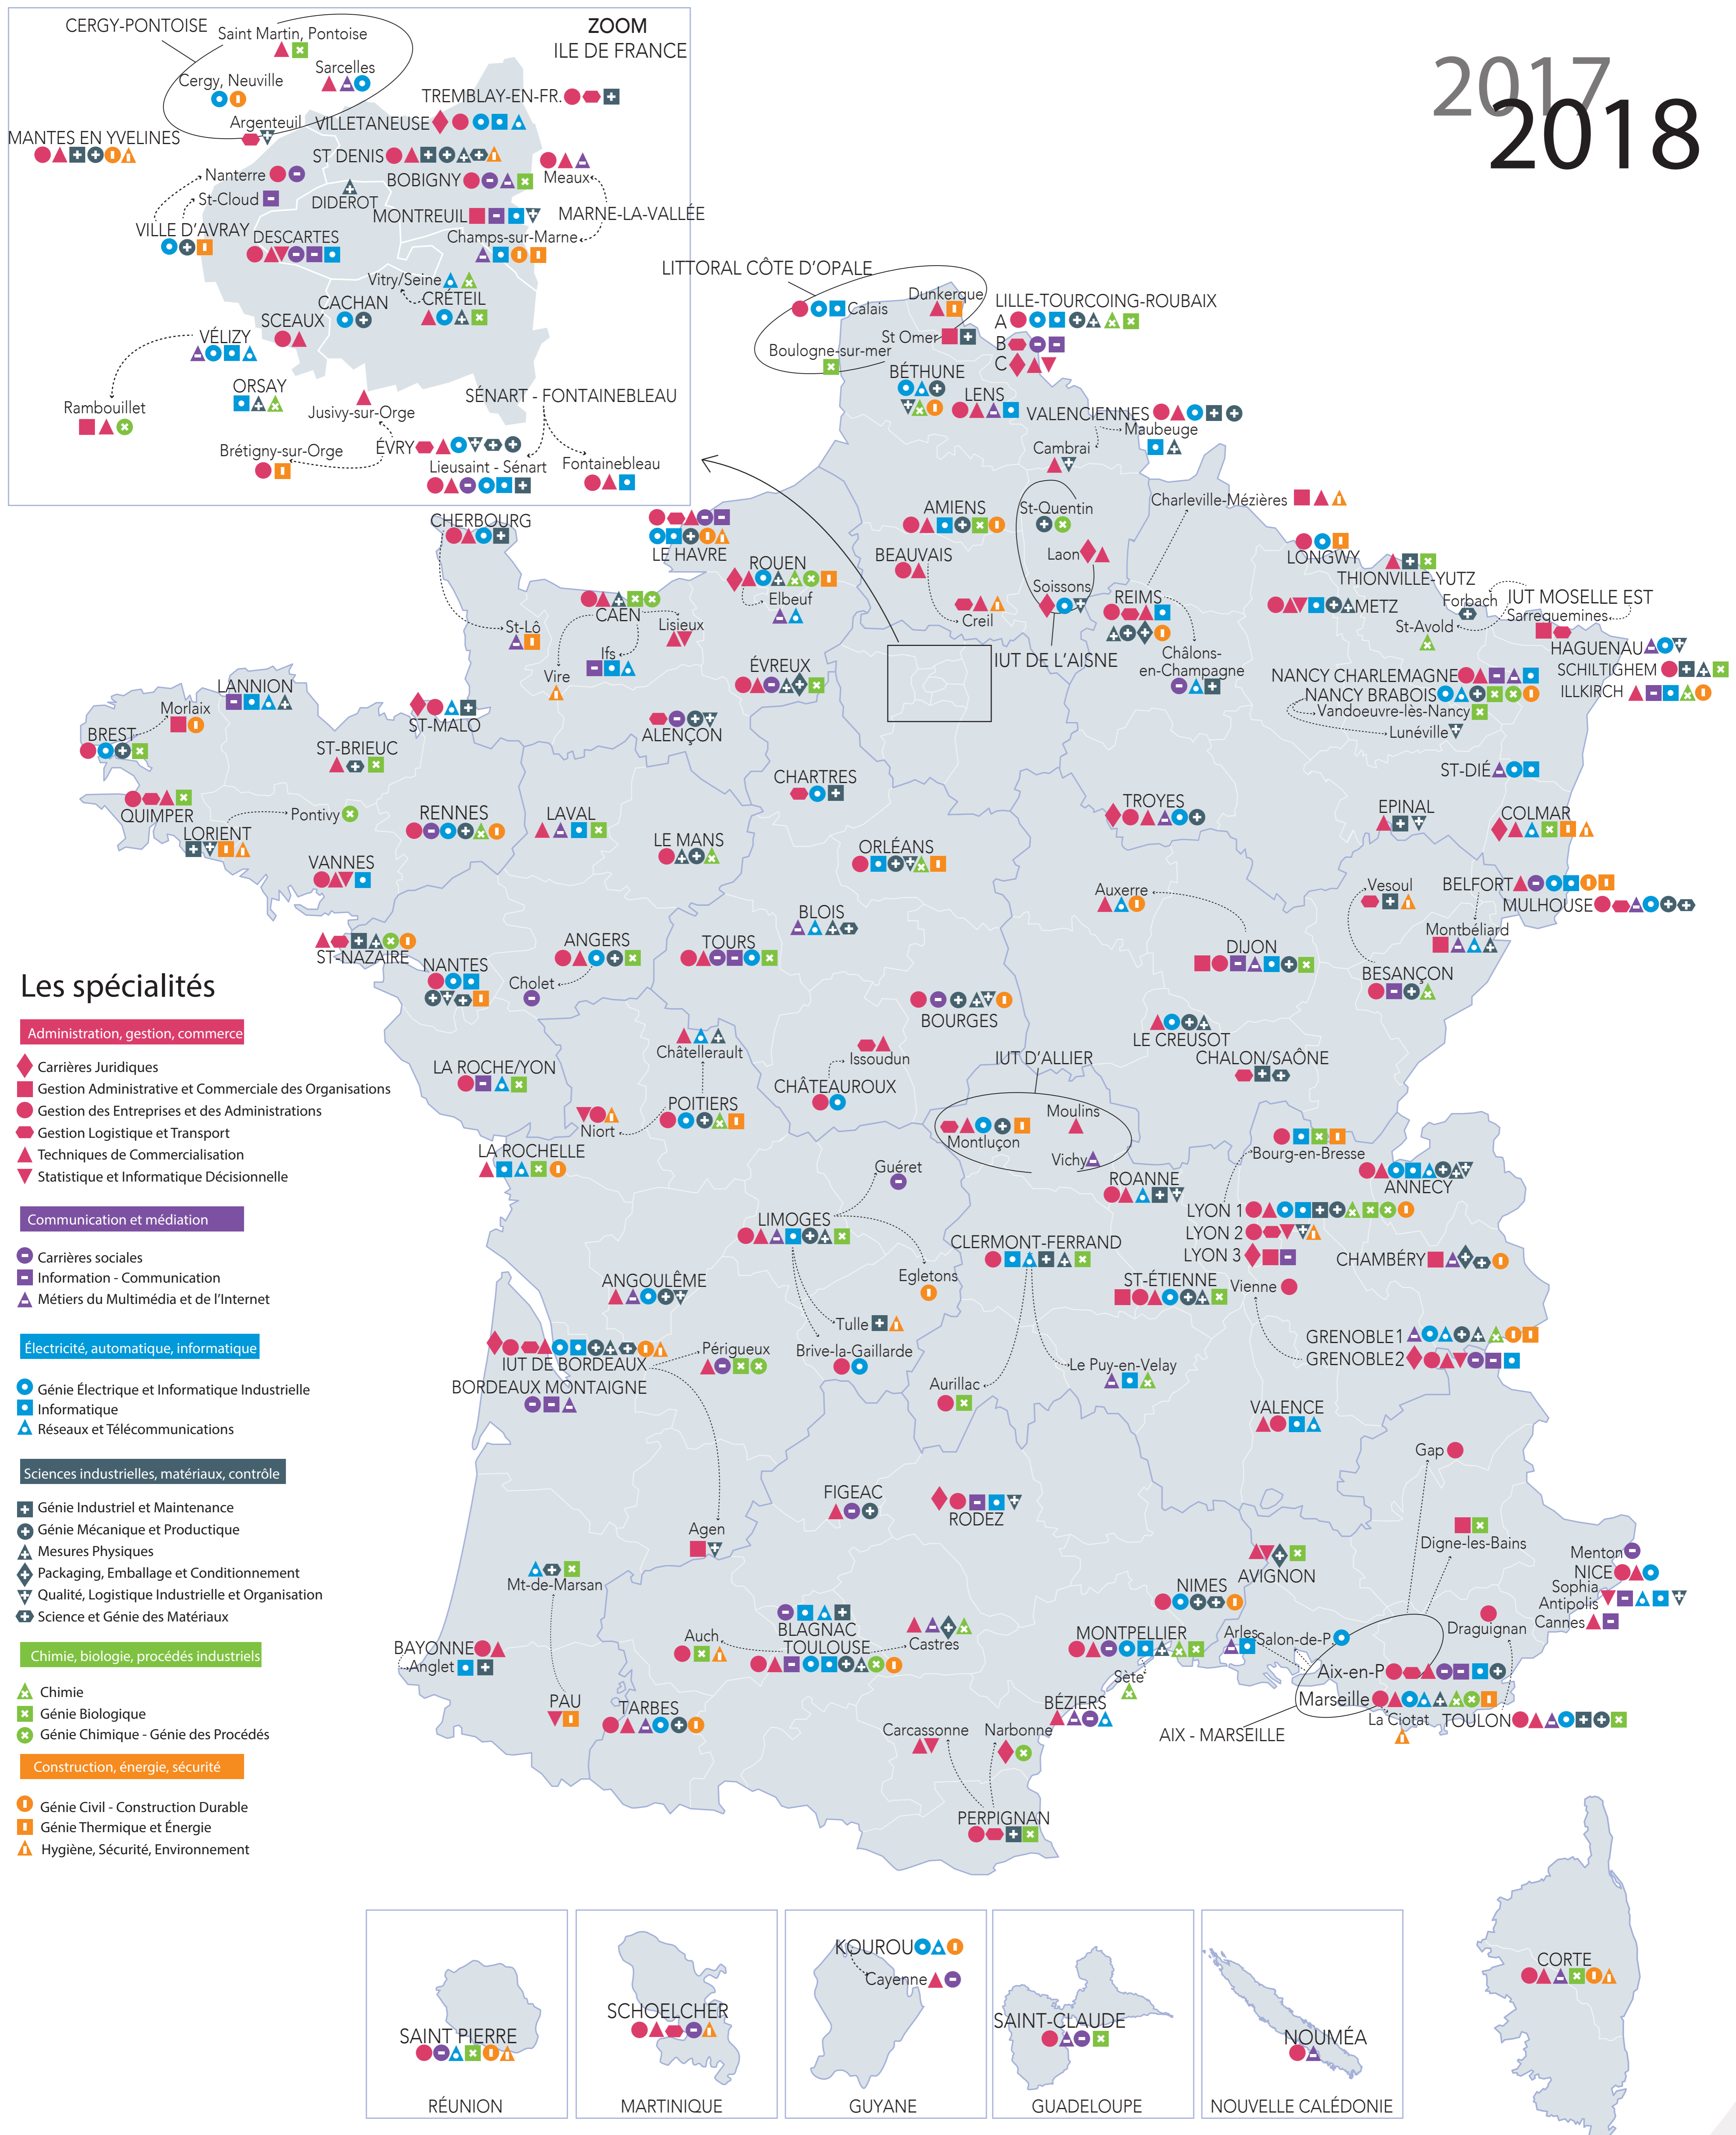 2017
2018
CERGY-PONTOISE
Saint Martin, Pontoise
ZOOM
ILE DE FRANCE
Sarcelles
Cergy, Neuville
TREMBLAY-EN-FR.
Argenteuil
VILLETANEUSE
MANTES EN YVELINES
ST DENIS
Nanterre
BOBIGNY
Meaux
St-Cloud
DIDEROT
MONTREUIL
MARNE-LA-VALLÉE
VILLE D'AVRAY
DESCARTES
Champs-sur-Marne
Vitry/Seine
CACHAN
CRÉTEIL
SCEAUX
VÉLIZY
ORSAY
SÉNART - FONTAINEBLEAU
Rambouillet
Jusivy-sur-Orge
Brétigny-sur-Orge
ÉVRY
Lieusaint - Sénart
Fontainebleau
LITTORAL CÔTE D'OPALE
Dunkerque
Calais
LILLE-TOURCOING-ROUBAIX
A
St Omer
B
Boulogne-sur-mer
C
BÉTHUNE
LENS
VALENCIENNES
Maubeuge
Cambrai
CHERBOURG
LE HAVRE
AMIENS
St-Quentin
Charleville-Mézières
BEAUVAIS
Laon
LONGWY
ROUEN
Soissons
THIONVILLE-YUTZ
Elbeuf
Creil
REIMS
METZ
Forbach
IUT MOSELLE EST
Sarreguemines
CAEN
Lisieux
St-Lô
St-Avold
Ifs
HAGUENAU
Vire
ÉVREUX
IUT DE L'AISNE
Châlons-
en-Champagne
SCHILTIGHEM
NANCY CHARLEMAGNE
ILLKIRCH
NANCY BRABOIS
Vandoeuvre-lès-Nancy
Lunéville
LANNION
Morlaix
ST-MALO
BREST
ST-BRIEUC
ALENÇON
ST-DIÉ
CHARTRES
QUIMPER
Pontivy
RENNES
LAVAL
TROYES
EPINAL
COLMAR
LORIENT
LE MANS
ORLÉANS
VANNES
Auxerre
Vesoul
BELFORT
MULHOUSE
BLOIS
Montbéliard
ST-NAZAIRE
ANGERS
TOURS
DIJON
NANTES
Cholet
BESANÇON
BOURGES
LE CREUSOT
Châtellerault
Issoudun
IUT D'ALLIER
CHALON/SAÔNE
LA ROCHE/YON
CHÂTEAUROUX
POITIERS
Moulins
Niort
Montluçon
Vichy
Bourg-en-Bresse
LA ROCHELLE
Guéret
ROANNE
ANNECY
LYON 1
LIMOGES
LYON 2
CLERMONT-FERRAND
LYON 3
CHAMBÉRY
ANGOULÊME
Egletons
ST-ÉTIENNE
Vienne
Tulle
GRENOBLE1
IUT DE BORDEAUX
Périgueux
Brive-la-Gaillarde
Le Puy-en-Velay
GRENOBLE2
BORDEAUX MONTAIGNE
Aurillac
VALENCE
Gap
FIGEAC
RODEZ
Agen
Digne-les-Bains
Menton
NICE
Mt-de-Marsan
AVIGNON
NIMES
Sophia
Antipolis
Cannes
BLAGNAC
TOULOUSE
Auch
Castres
MONTPELLIER
Arles
Salon-de-P
Draguignan
BAYONNE
Anglet
Sète
Aix-en-P
PAU
TARBES
BÉZIERS
Marseille
La Ciotat
TOULON
Carcassonne
Narbonne
AIX - MARSEILLE
PERPIGNAN
CORTE
Les spécialités
Administration, gestion, commerce
Carrières Juridiques
Gestion Administrative et Commerciale des Organisations
Gestion des Entreprises et des Administrations
Gestion Logistique et Transport
Techniques de Commercialisation
Statistique et Informatique Décisionnelle
Communication et médiation
Carrières sociales
Information - Communication
Métiers du Multimédia et de l'Internet
Électricité, automatique, informatique
Génie Électrique et Informatique Industrielle
Informatique
Réseaux et Télécommunications
Sciences industrielles, matériaux, contrôle
Génie Industriel et Maintenance
Génie Mécanique et Productique
Mesures Physiques
Packaging, Emballage et Conditionnement
Qualité, Logistique Industrielle et Organisation
Science et Génie des Matériaux
Chimie, biologie, procédés industriels
Chimie
Génie Biologique
Génie Chimique - Génie des Procédés
Construction, énergie, sécurité
Génie Civil - Construction Durable
Génie Thermique et Énergie
Hygiène, Sécurité, Environnement
SAINT PIERRE
RÉUNION
SCHOELCHER
MARTINIQUE
KOUROU
Cayenne
GUYANE
SAINT-CLAUDE
GUADELOUPE
NOUMÉA
NOUVELLE CALÉDONIE